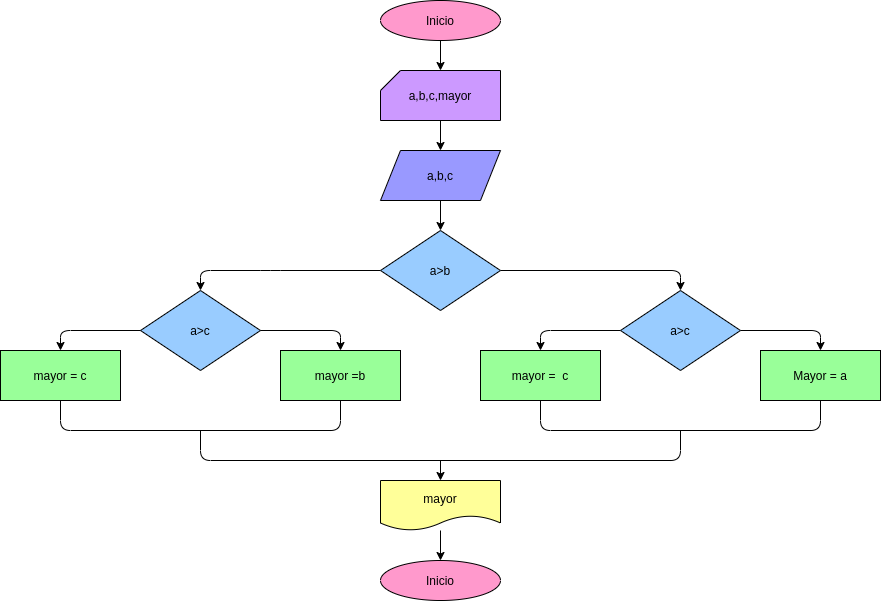 Inicio
a,b,c,mayor
a,b,c
a>b
a>c
a>c
mayor = c
mayor =b
mayor =  c
Mayor = a
mayor
Inicio